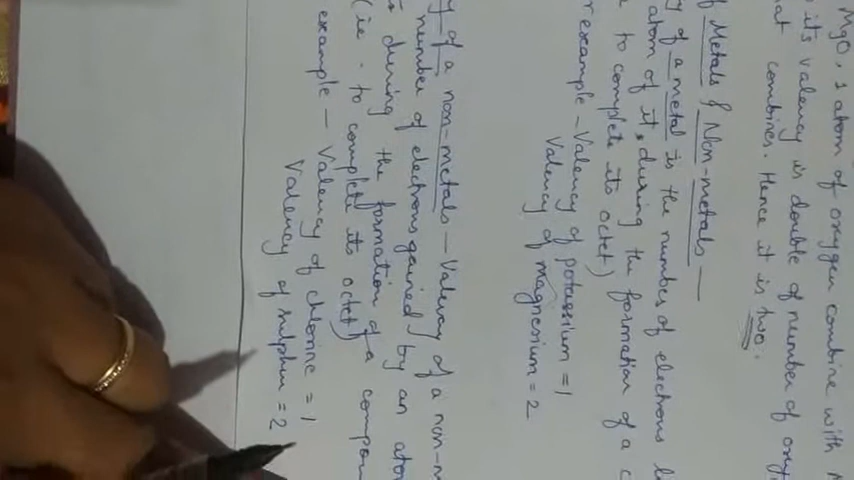 MgO, 1 atom of oxygen combine with
its valency is double of number of oxy
at combines. Hence it is two.
f Metals & Non-metals —
y of a metal is the number of electrons l
atom of it, during the formation of a c
to complete its octet)
r example - Valency of potassium = 1
Valency of magnesium = 2
y of a non-metals - Valency of a non-m
number of electrons gained by an ato
during the formation of a compou
(ie. to complete its octet)
example - Valency of chlorine = 1
Valency of sulphur = 2